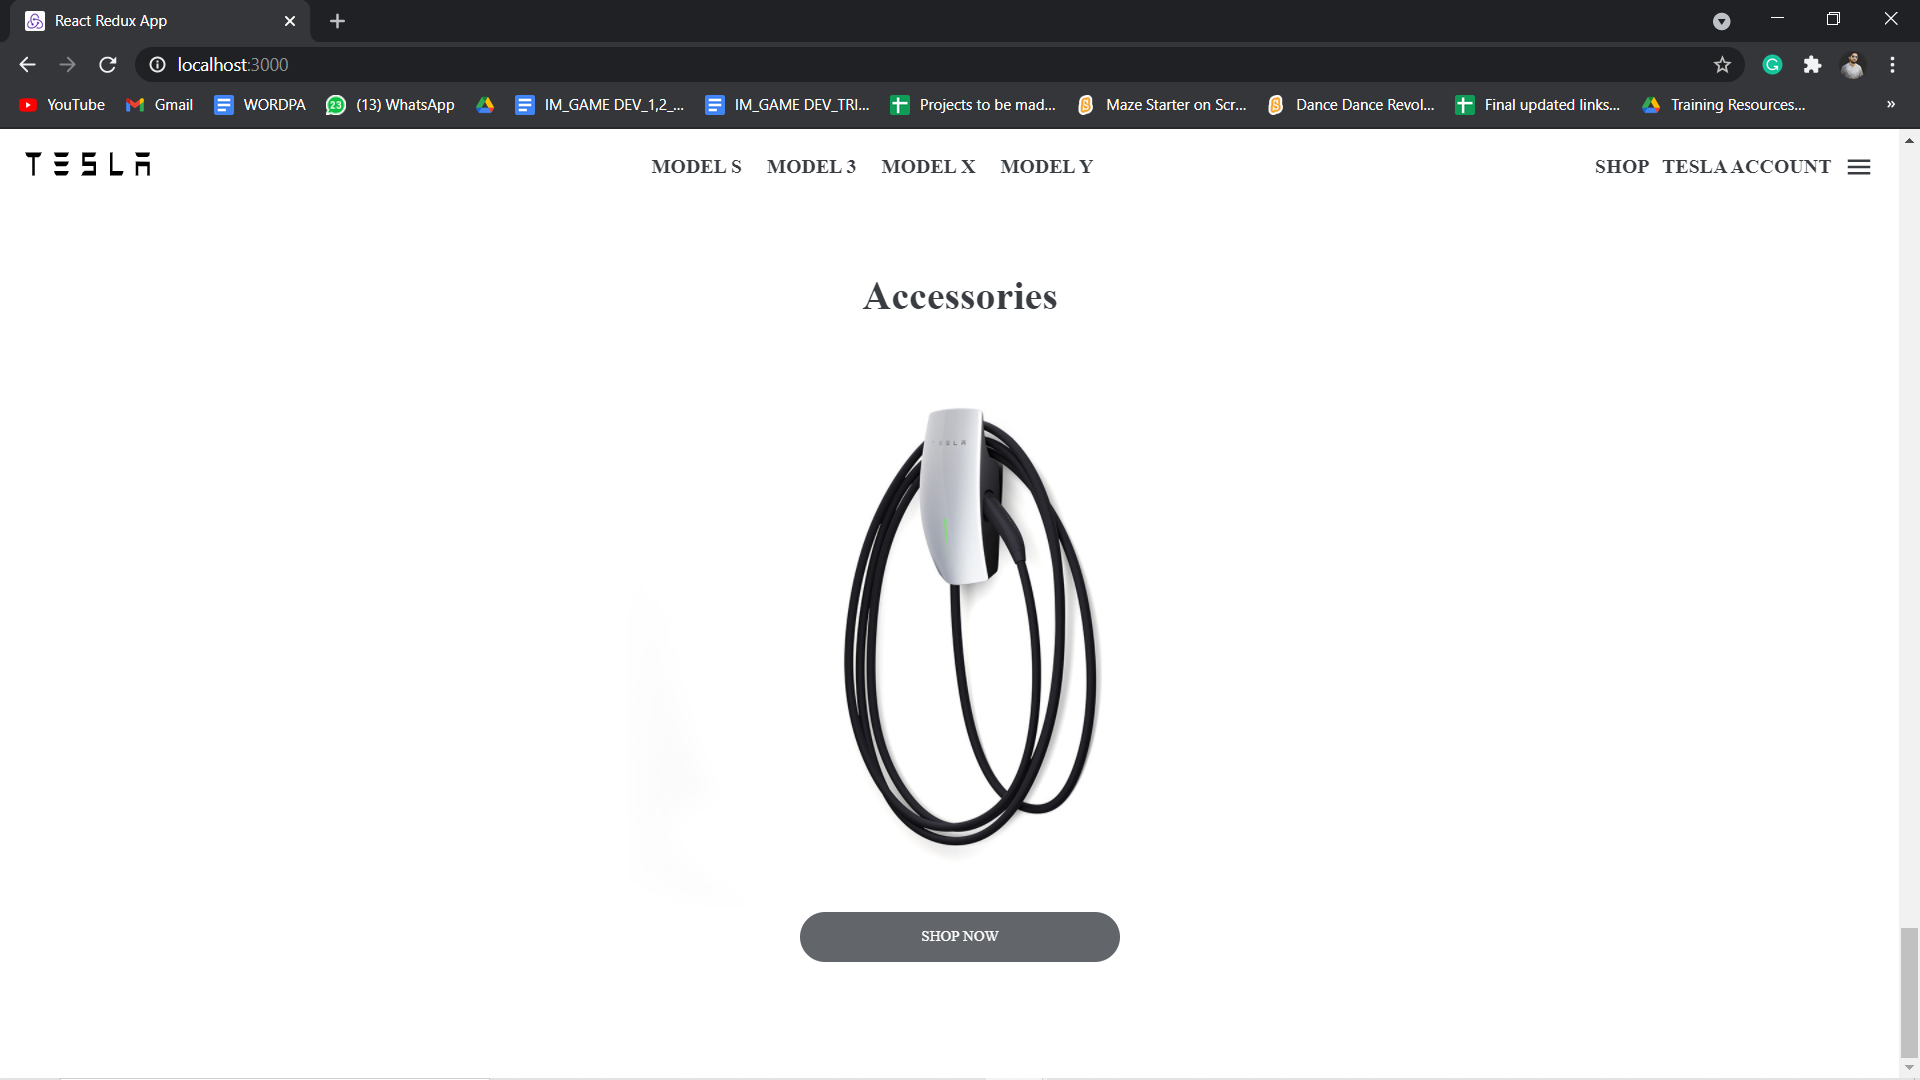 React Redux App
localhost:3000
YouTube Gmail WORDPA (13) WhatsApp IM_GAME DEV_1,2_... IM_GAME DEV_TRI... Projects to be mad... Maze Starter on Scr... Dance Dance Revol... Final updated links... Training Resources... »
TESLA MODEL S MODEL 3 MODEL X MODEL Y SHOP TESLA ACCOUNT
Accessories
TESLA
SHOP NOW